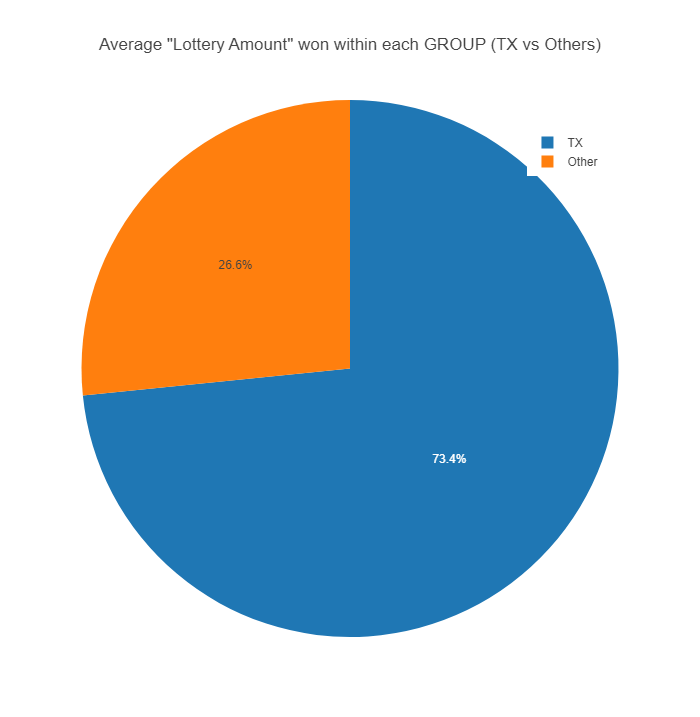 Average "Lottery Amount" won within each GROUP (TX vs Others)
TX
Other
26.6%
73.4%